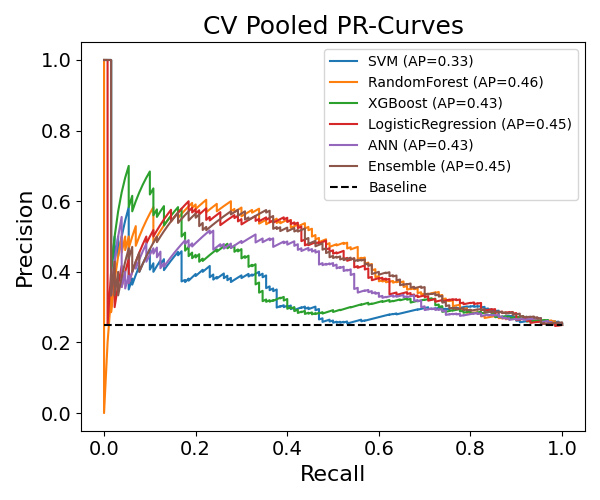 CV Pooled PR-Curves
SVM (AP=0.33)
RandomForest (AP=0.46)
XGBoost (AP=0.43)
LogisticRegression (AP=0.45)
ANN (AP=0.43)
Ensemble (AP=0.45)
Baseline
Precision
1.0
0.8
0.6
0.4
0.2
0.0
0.0 0.2 0.4 0.6 0.8 1.0
Recall